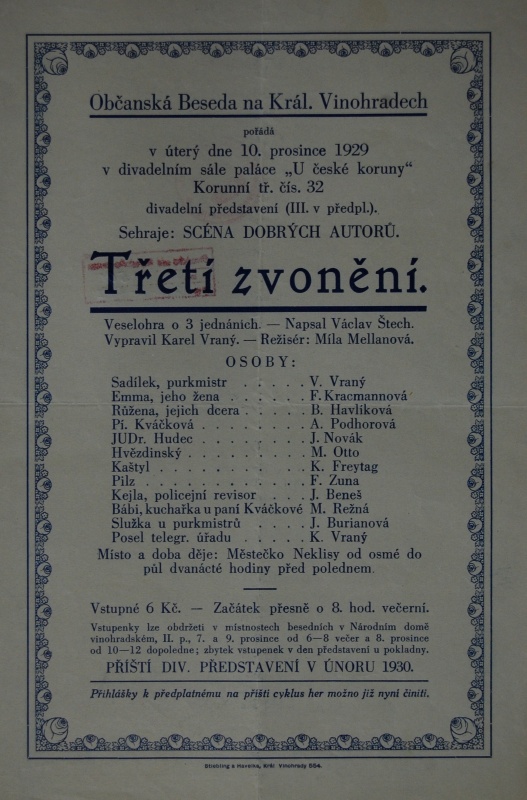 Občanská Beseda na Král. Vinohradech
pořádá
v úterý dne 10. prosince 1929
v divadelním sále paláce „U české koruny“
Korunní tř. čís. 32
divadelní představení (III. v předpl.).
Sehraje: SCÉNA DOBRÝCH AUTORŮ.
Třetí zvonění.
Veselohra o 3 jednáních. — Napsal Václav Štech.
Vypravil Karel Vraný. — Režisér: Míla Mellanová.
OSOBY:
Sadílek, purkmistr . . . . . V. Vraný
Emma, jeho žena . . . . . F. Kracmannová
Růžena, jejich dcera . . . . B. Havlíková
Pí. Kváčková . . . . . . . A. Podhorová
JUDr. Hudec . . . . . . . J. Novák
Hvězdinský . . . . . . . . M. Otto
Kaštyl . . . . . . . . . . K. Freytag
Pilz . . . . . . . . . . . F. Zuna
Kejla, policejní revisor . . . J. Beneš
Bábi, kuchařka u paní Kváčkové M. Režná
Služka u purkmistrů . . . . J. Burianová
Posel telegr. úřadu . . . . . K. Vraný
Místo a doba děje: Městečko Neklisy od osmé do
půl dvanácté hodiny před polednem.
Vstupné 6 Kč. — Začátek přesně o 8. hod. večerní.
Vstupenky lze obdržeti v místnostech besedních v Národním domě
vinohradském, II. p., 7. a 9. prosince od 6—8 večer a 8. prosince
od 10—12 dopoledne; zbytek vstupenek v den představení u pokladny.
PŘÍŠTÍ DIV. PŘEDSTAVENÍ V ÚNORU 1930.
Přihlášky k předplatnému na příští cyklus her možno již nyní činiti.